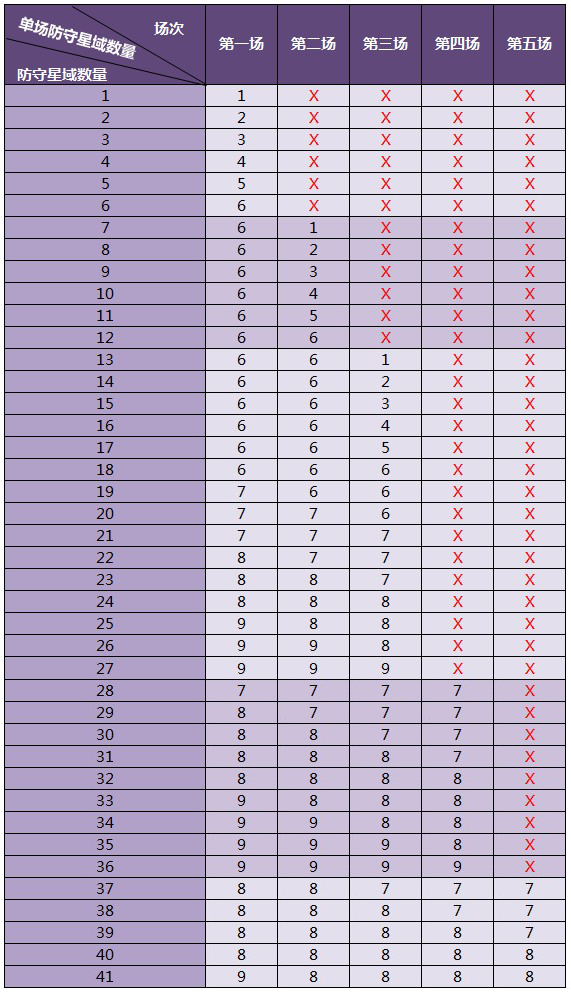 场次 第一场 第二场 第三场 第四场 第五场
单场防守星域数量
防守星域数量
1 1 X X X X
2 2 X X X X
3 3 X X X X
4 4 X X X X
5 5 X X X X
6 6 X X X X
7 6 1 X X X
8 6 2 X X X
9 6 3 X X X
10 6 4 X X X
11 6 5 X X X
12 6 6 X X X
13 6 6 1 X X
14 6 6 2 X X
15 6 6 3 X X
16 6 6 4 X X
17 6 6 5 X X
18 6 6 6 X X
19 7 6 6 X X
20 7 7 6 X X
21 7 7 7 X X
22 8 7 7 X X
23 8 8 7 X X
24 8 8 8 X X
25 9 8 8 X X
26 9 9 8 X X
27 9 9 9 X X
28 7 7 7 7 X
29 8 7 7 7 X
30 8 8 7 7 X
31 8 8 8 7 X
32 8 8 8 8 X
33 9 8 8 8 X
34 9 9 8 8 X
35 9 9 9 8 X
36 9 9 9 9 X
37 8 8 7 7 7
38 8 8 8 7 7
39 8 8 8 8 7
40 8 8 8 8 8
41 9 8 8 8 8